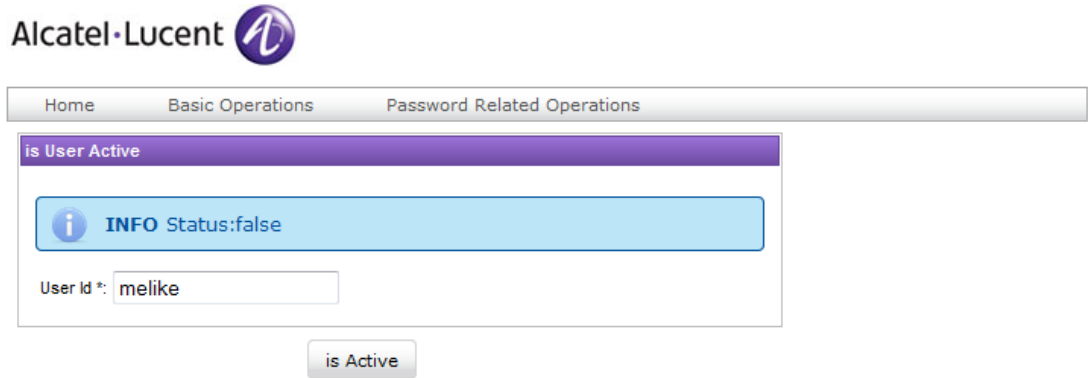 Alcatel·Lucent
Home Basic Operations Password Related Operations
is User Active
INFO Status:false
User Id *: melike
is Active